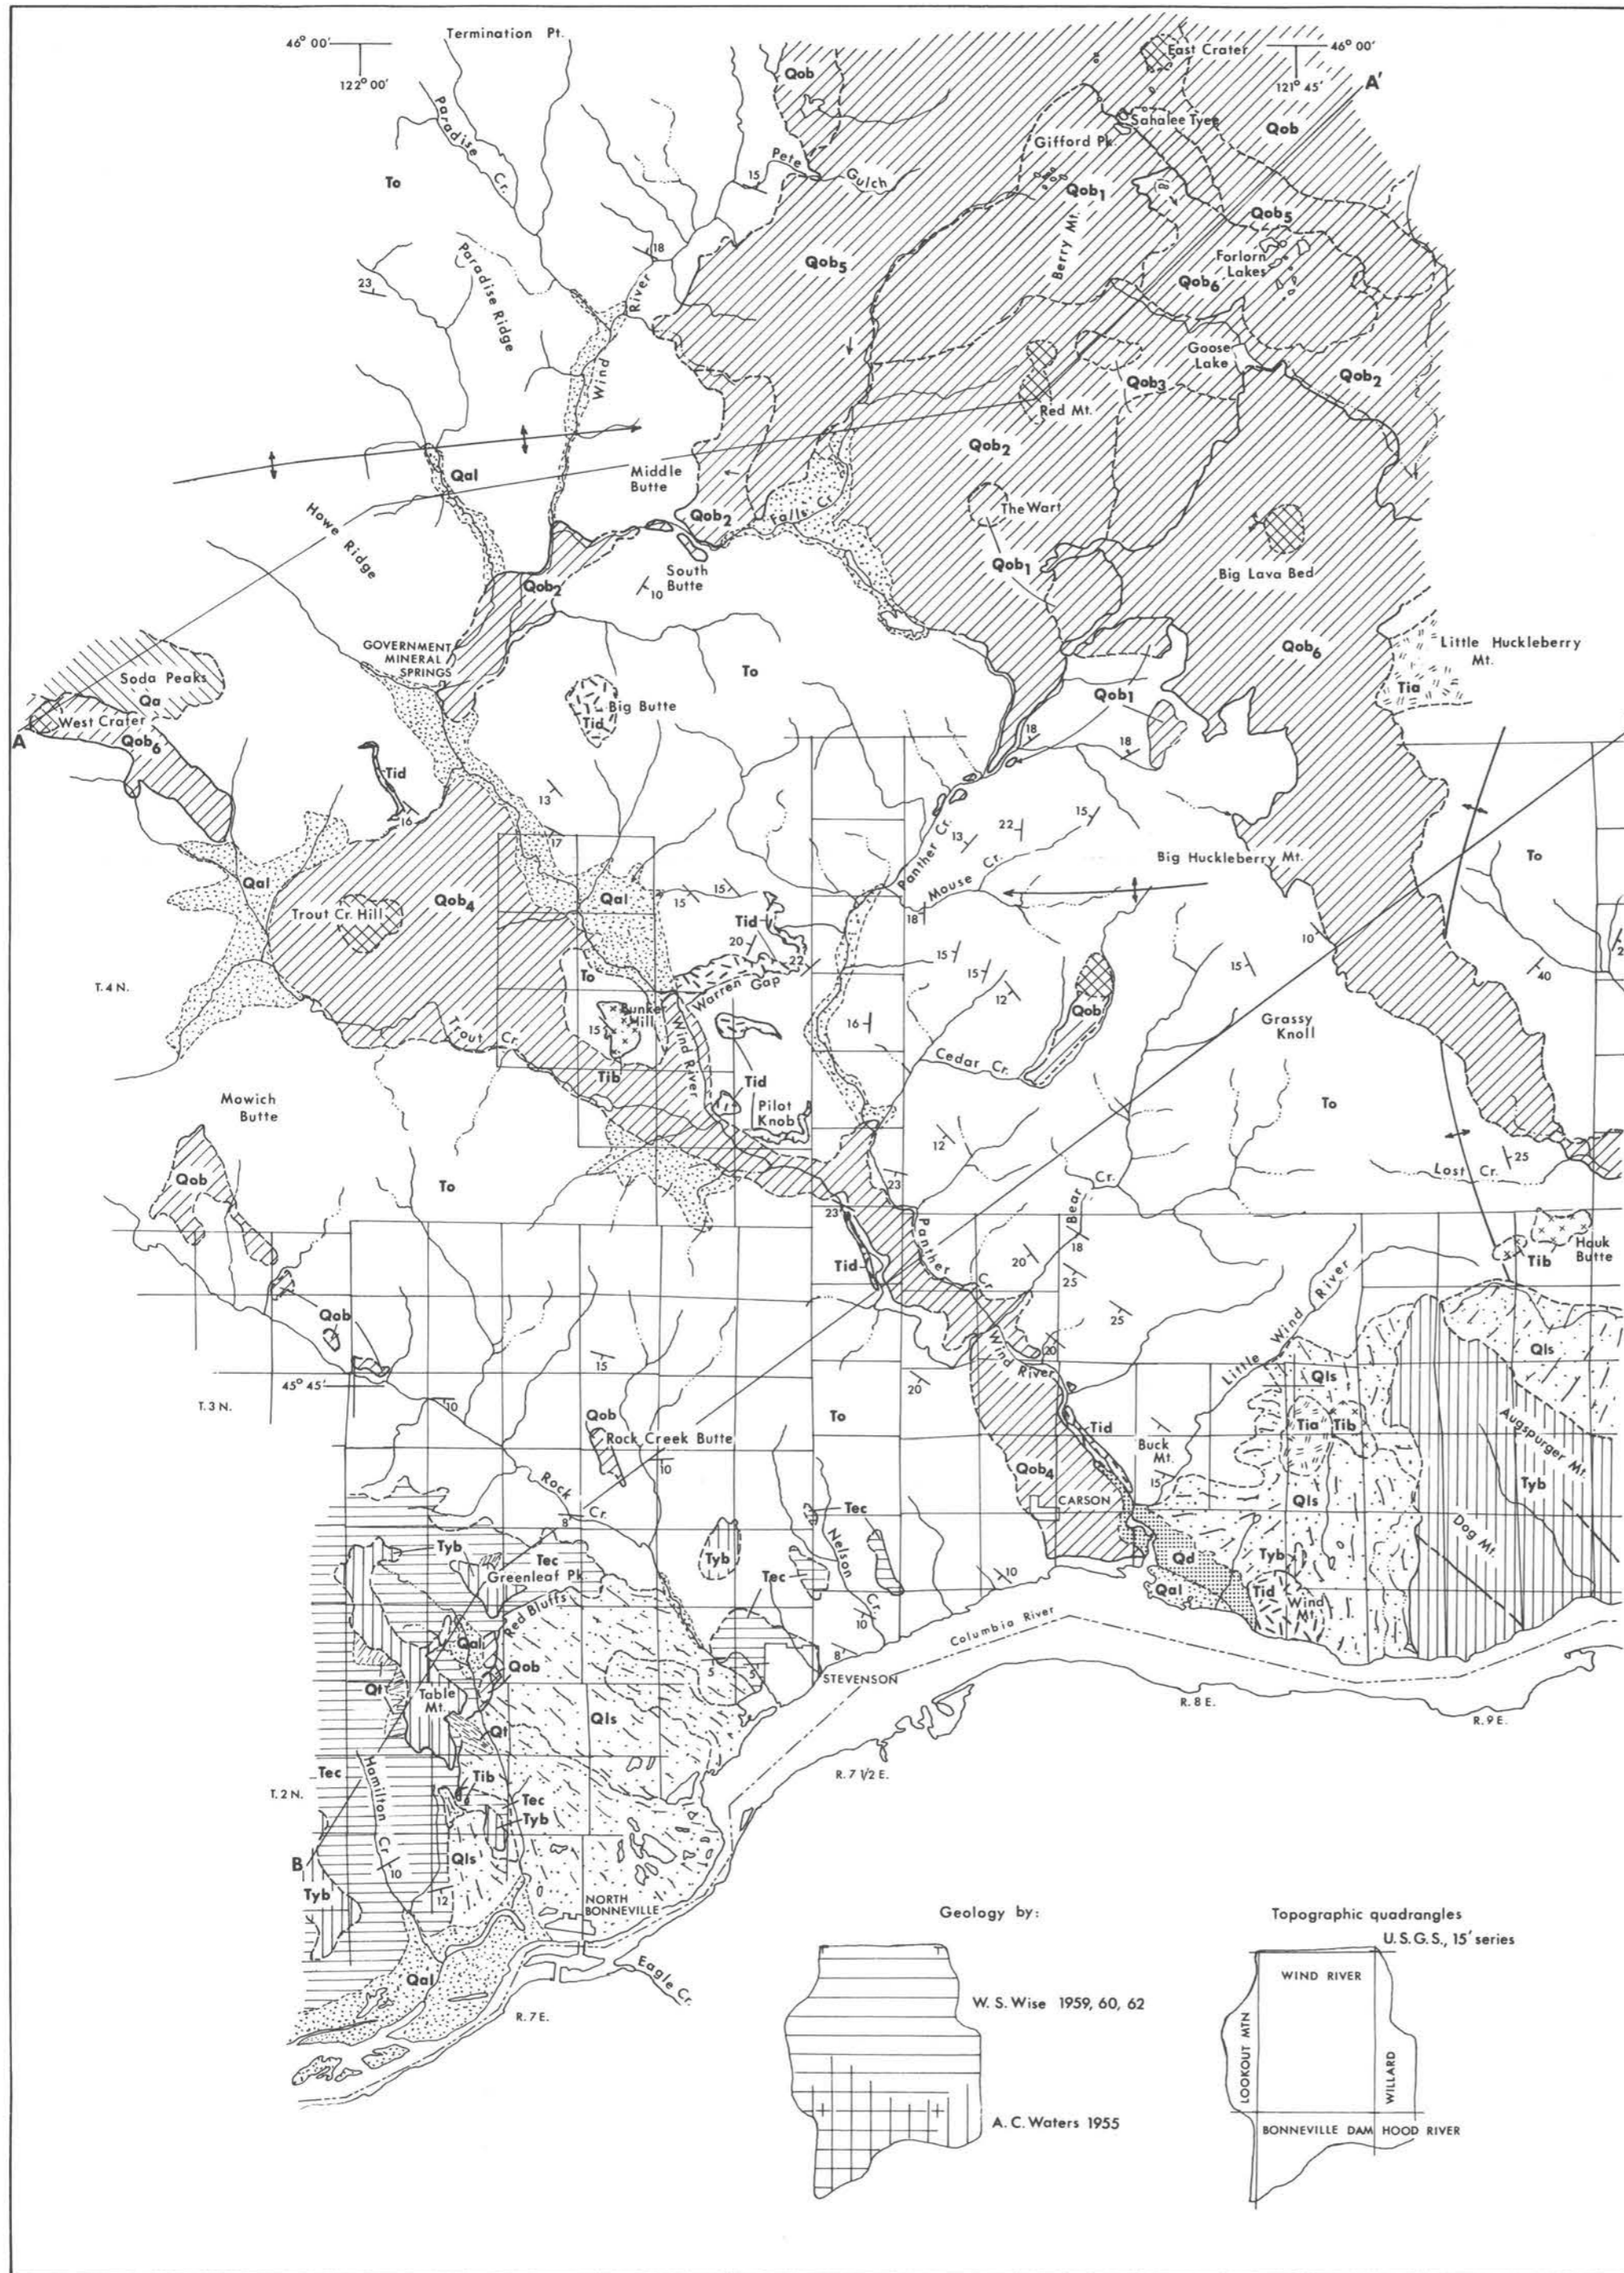 Termination Pt.
46° 00'
122° 00'
East Crater
46° 00'
121° 45'
A'
Qob
Sahalee Tyee
Qob
Paradise Cr.
Gifford Pk.
Pete Gulch
15
To
Qob1
8
Qob5
Berry Mt.
Forlorn
Lakes
Qob6
Qob5
18
River
23
Paradise Ridge
Wind
Goose
Lake
Qob3
Qob2
Red Mt.
Qob2
Middle
Butte
Qal
Qob2
Falls Cr.
The Wart
Howe Ridge
South
Butte
10
Qob2
Qob1
Big Lava Bed
GOVERNMENT
MINERAL
SPRINGS
Little Huckleberry
Mt.
Qob6
To
Soda Peaks
Qa
Tia
Qob1
West Crater
Big Butte
Tid
A
Qob6
18
18
Tid
13
16
15
22
13
17
Panther Cr.
Mouse Cr.
Big Huckleberry Mt.
To
Qal
Qob4
Qal
15
15
Trout Cr. Hill
Tid
18
20
22
15
15
15
10
40
12
T. 4 N.
To
Warren Gap
Qob
Bunker
Hill
15
Wind River
16
Grassy
Knoll
Trout Cr.
Cedar Cr.
Tib
Tid
Pilot
Knob
Mowich
Butte
To
12
25
Lost Cr.
Qob
To
23
Bear Cr.
23
Panther Cr.
18
Hauk
Butte
Tib
20
Tid
25
Little Wind River
Qob
25
Wind River
20
Qls
45° 45'
15
Qls
20
T. 3 N.
10
Qob
To
Tia
Tib
Augspurger Mt.
Rock Creek Butte
Tid
Buck
Mt.
10
Qob4
15
Tyb
Rock Cr.
CARSON
Qls
Tec
8
Nelson Cr.
Dog Mt.
Tyb
Tec
Greenleaf Pk.
Tyb
Qd
Tyb
Tec
10
Qal
Tid
Wind
Mt.
Red Bluffs
10
Columbia River
Qal
8
Qob
5
5
STEVENSON
Qt
Table
Mt.
R. 8 E.
R. 9 E.
Qls
Qt
Hamilton Cr.
R. 7 1/2 E.
Tec
Tib
T. 2 N.
Tec
Tyb
B
Qls
10
Tyb
12
NORTH
BONNEVILLE
Qal
Eagle Cr.
R. 7 E.
Geology by:
W. S. Wise 1959, 60, 62
A. C. Waters 1955
Topographic quadrangles
U.S.G.S., 15' series
WIND RIVER
LOOKOUT MTN
WILLARD
BONNEVILLE DAM
HOOD RIVER